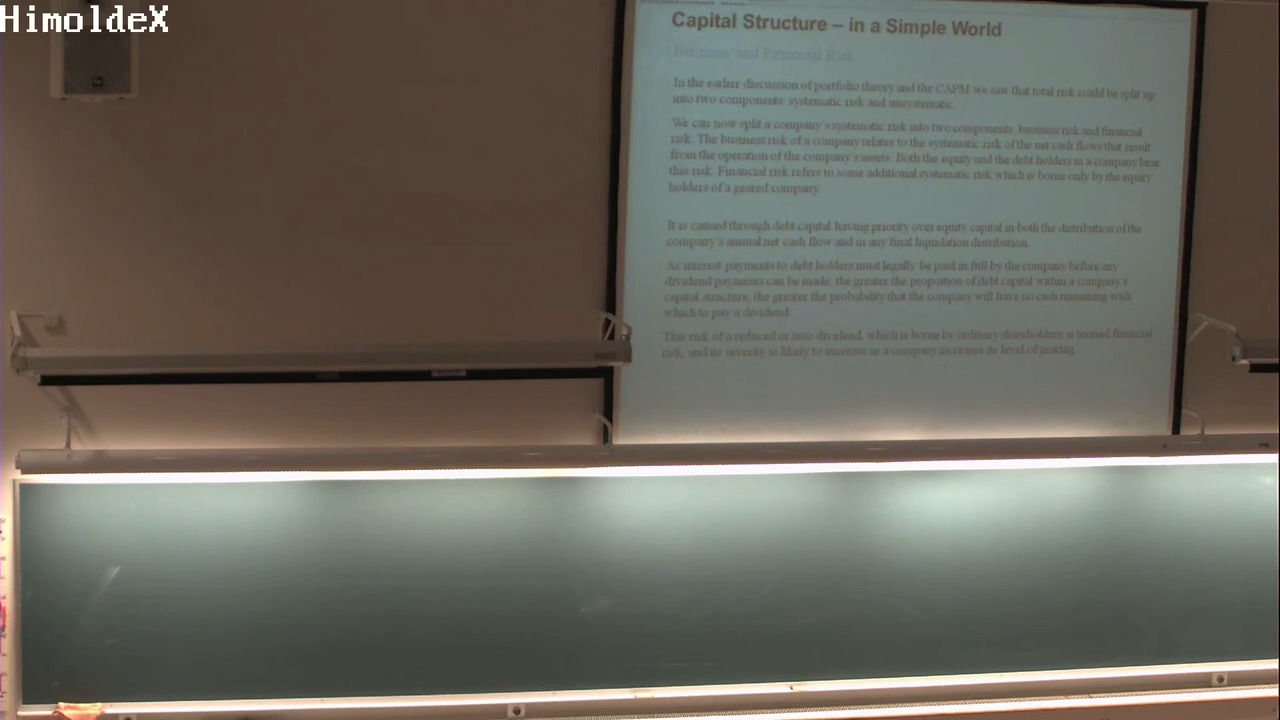 HimoldeX
Capital Structure – in a Simple World
Business and Financial Risk
In the earlier discussion of portfolio theory and the CAPM we saw that total risk could be split up
into two components: systematic risk and unsystematic.
We can now split a company's systematic risk into two components: business risk and financial
risk. The business risk of a company relates to the systematic risk of the net cash flows that result
from the operation of the company's assets. Both the equity and the debt holders in a company bear
this risk. Financial risk refers to some additional systematic risk which is borne only by the equity
holders of a geared company.
It is caused through debt capital having priority over equity capital in both the distribution of the
company's annual net cash flow and in any final liquidation distribution.
As interest payments to debt holders must legally be paid in full by the company before any
dividend payments can be made, the greater the proportion of debt capital within a company's
capital structure, the greater the probability that the company will have no cash remaining with
which to pay a dividend.
This risk of a reduced or zero dividend, which is borne by ordinary shareholders, is termed financial
risk, and its severity is likely to increase as a company increases its level of gearing.